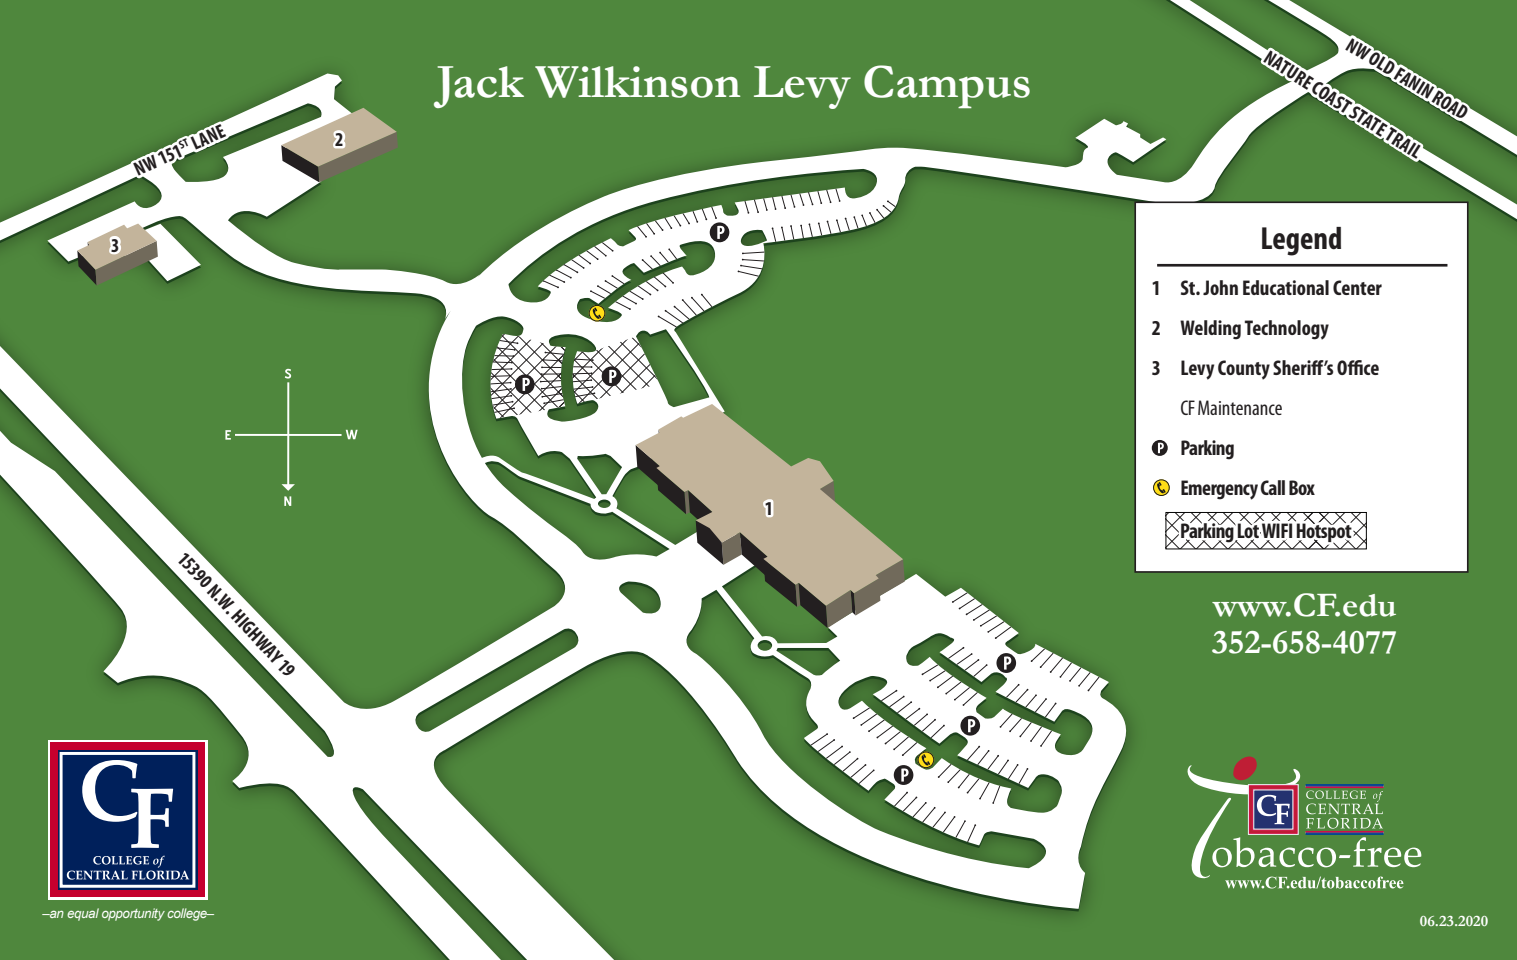 Jack Wilkinson Levy Campus
NW OLD FANIN ROAD
NATURE COAST STATE TRAIL
NW 151ST LANE
2
3
P
P
P
S
E W
N
1
15390 N.W. HIGHWAY 19
P
P
P
Legend
1 St. John Educational Center
2 Welding Technology
3 Levy County Sheriff's Office
CF Maintenance
P Parking
Emergency Call Box
Parking Lot WIFI Hotspot
www.CF.edu
352-658-4077
CF
COLLEGE of
CENTRAL FLORIDA
–an equal opportunity college–
CF
COLLEGE of
CENTRAL
FLORIDA
Tobacco-free
www.CF.edu/tobaccofree
06.23.2020